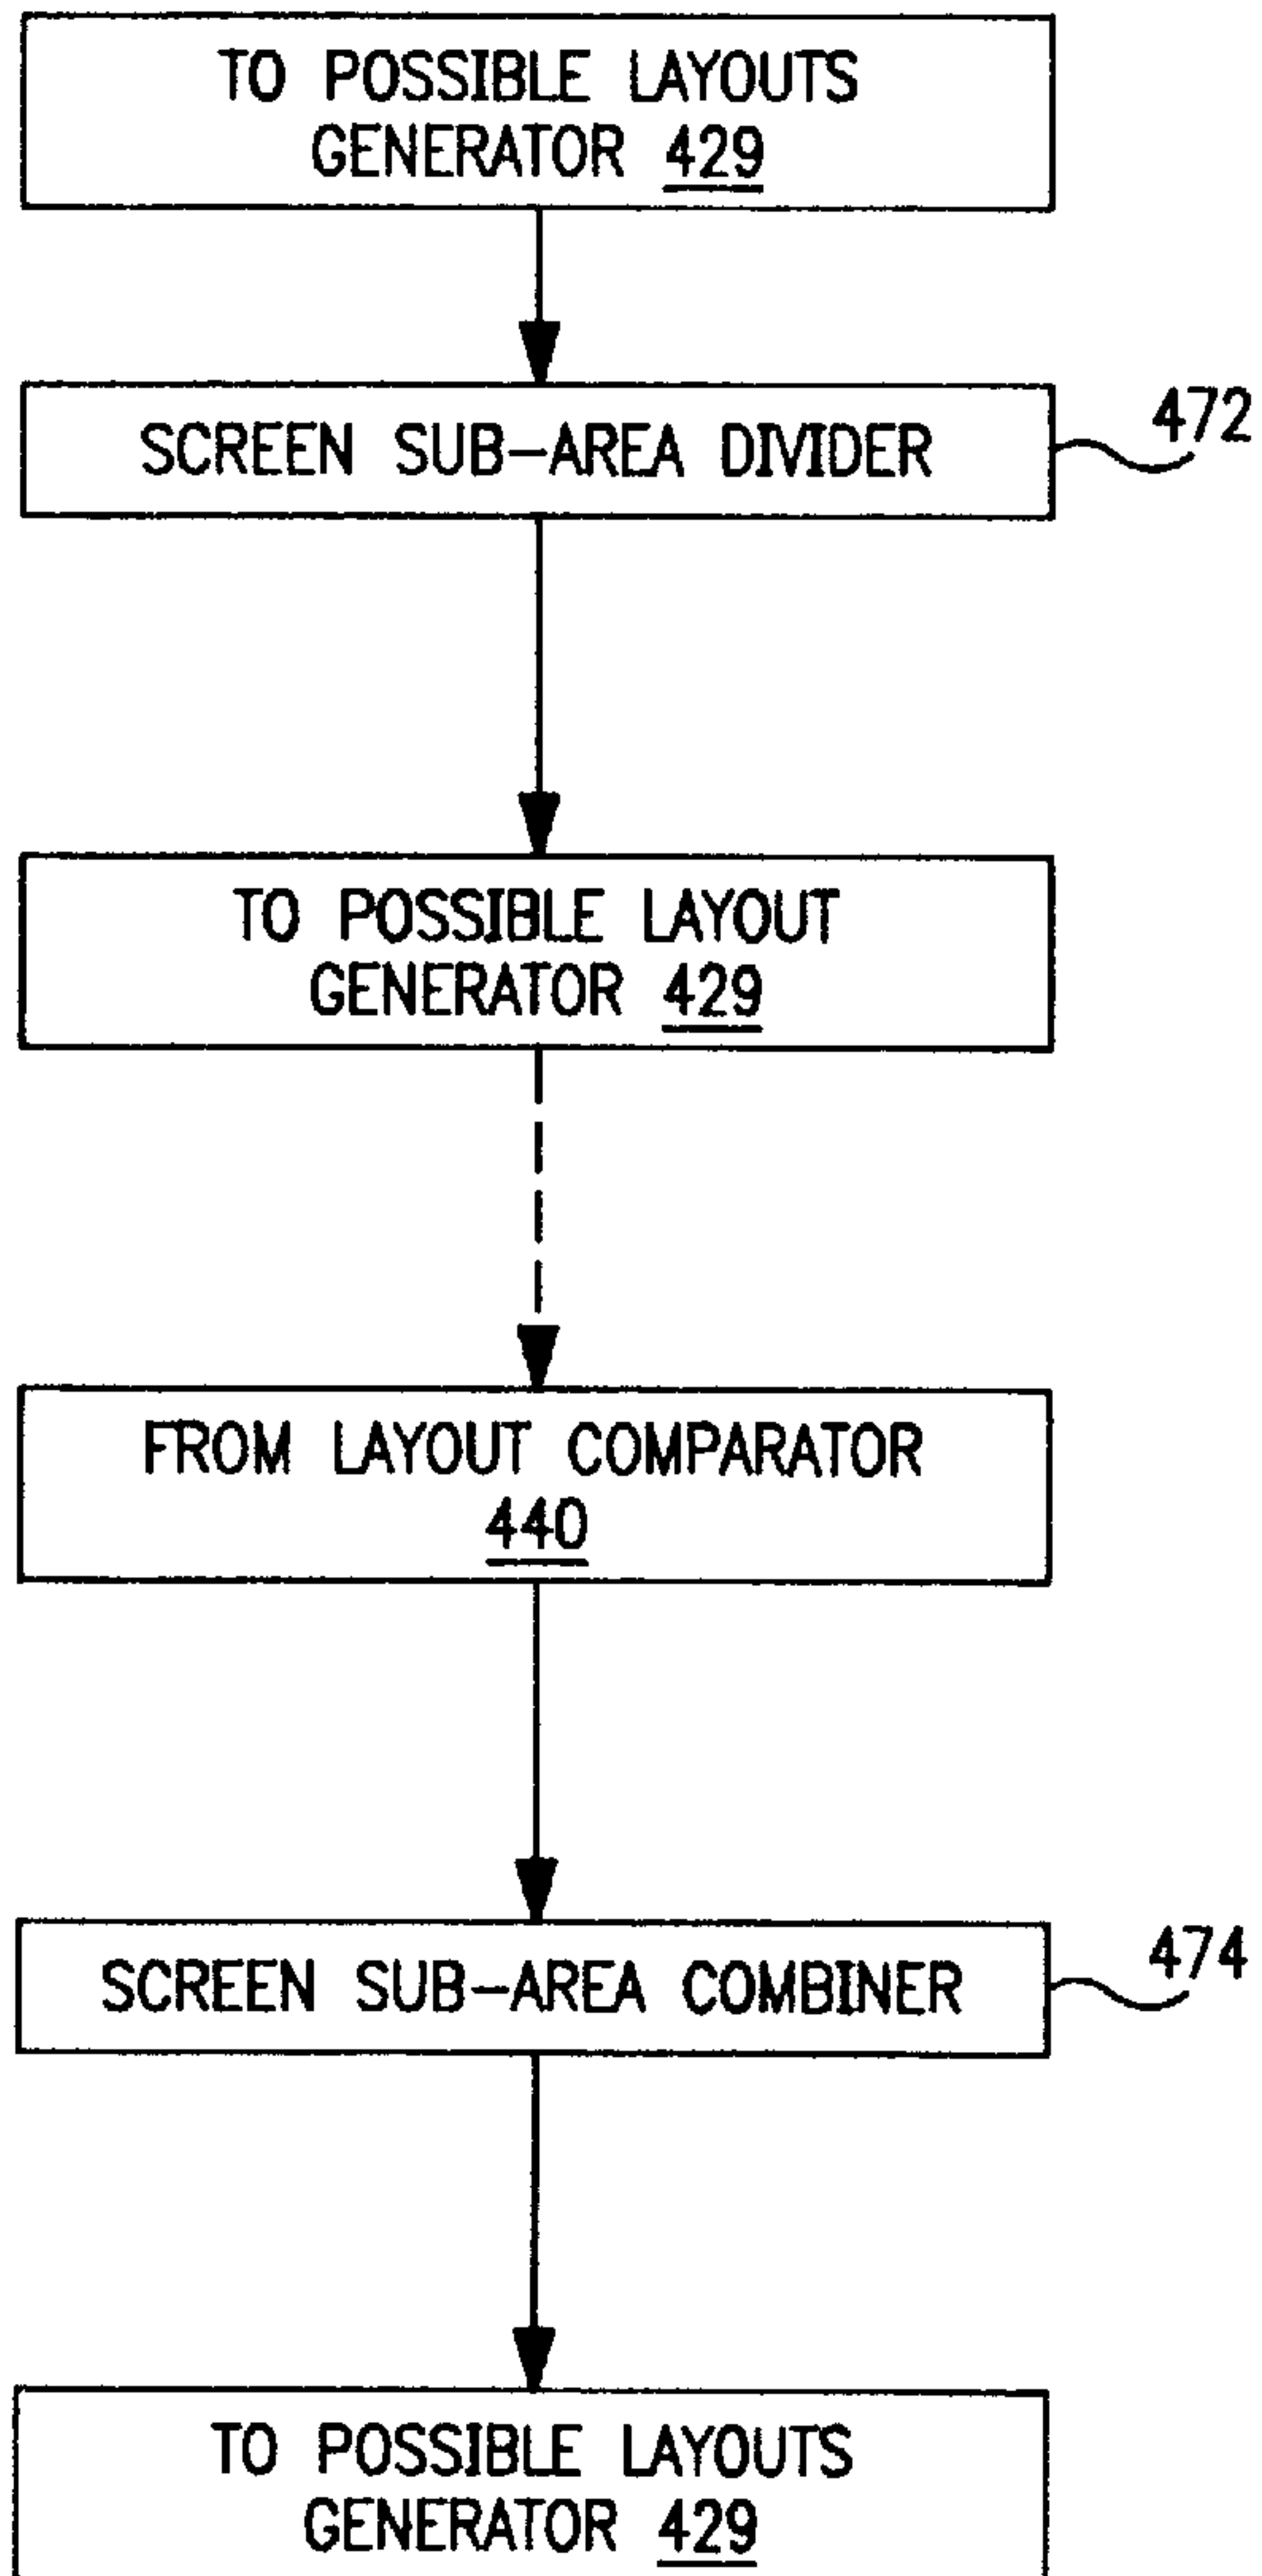 TO POSSIBLE LAYOUTS
GENERATOR 429
SCREEN SUB-AREA DIVIDER
472
TO POSSIBLE LAYOUT
GENERATOR 429
FROM LAYOUT COMPARATOR
440
SCREEN SUB-AREA COMBINER
474
TO POSSIBLE LAYOUTS
GENERATOR 429